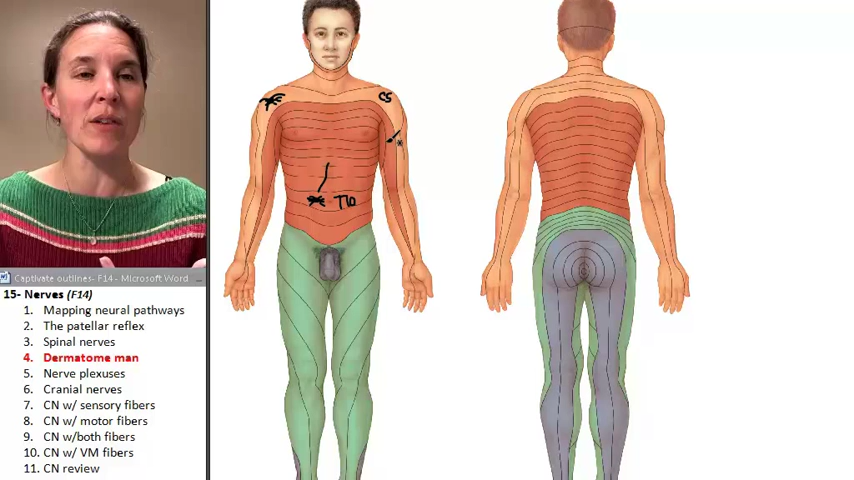 C5
T10
Captivate outlines- F14 - Microsoft Word
15- Nerves (F14)
1. Mapping neural pathways
2. The patellar reflex
3. Spinal nerves
4. Dermatome man
5. Nerve plexuses
6. Cranial nerves
7. CN w/ sensory fibers
8. CN w/ motor fibers
9. CN w/both fibers
10. CN w/ VM fibers
11. CN review